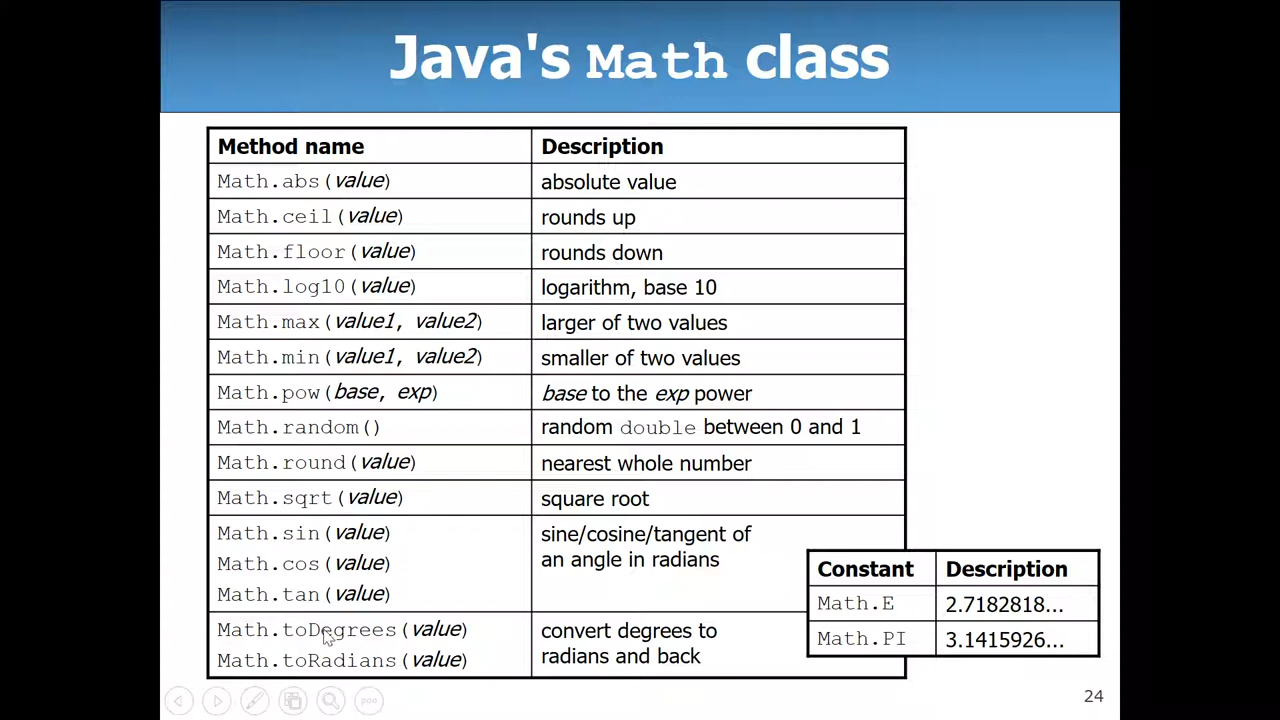 Java's Math class
Method name Description
Math.abs(value) absolute value
Math.ceil(value) rounds up
Math.floor(value) rounds down
Math.log10(value) logarithm, base 10
Math.max(value1, value2) larger of two values
Math.min(value1, value2) smaller of two values
Math.pow(base, exp) base to the exp power
Math.random() random double between 0 and 1
Math.round(value) nearest whole number
Math.sqrt(value) square root
Math.sin(value)
Math.cos(value)
Math.tan(value)
sine/cosine/tangent of
an angle in radians
Math.toDegrees(value)
Math.toRadians(value)
convert degrees to
radians and back
Constant Description
Math.E 2.7182818...
Math.PI 3.1415926...
24